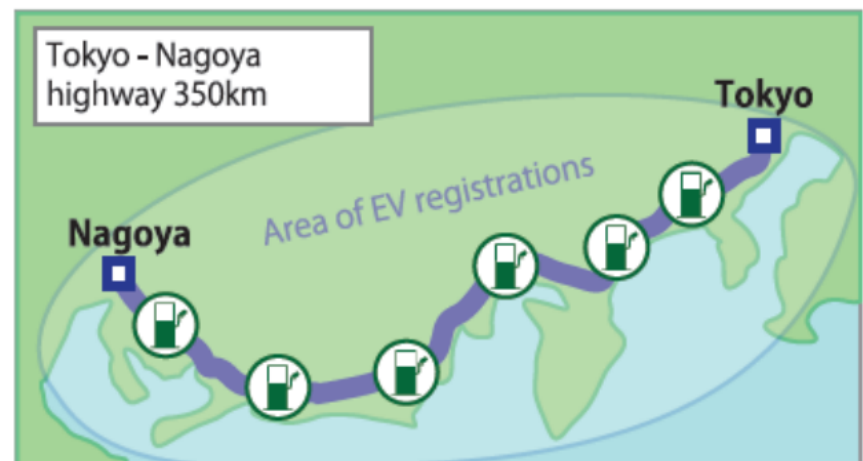 Tokyo - Nagoya
highway 350km
Tokyo
Area of EV registrations
Nagoya